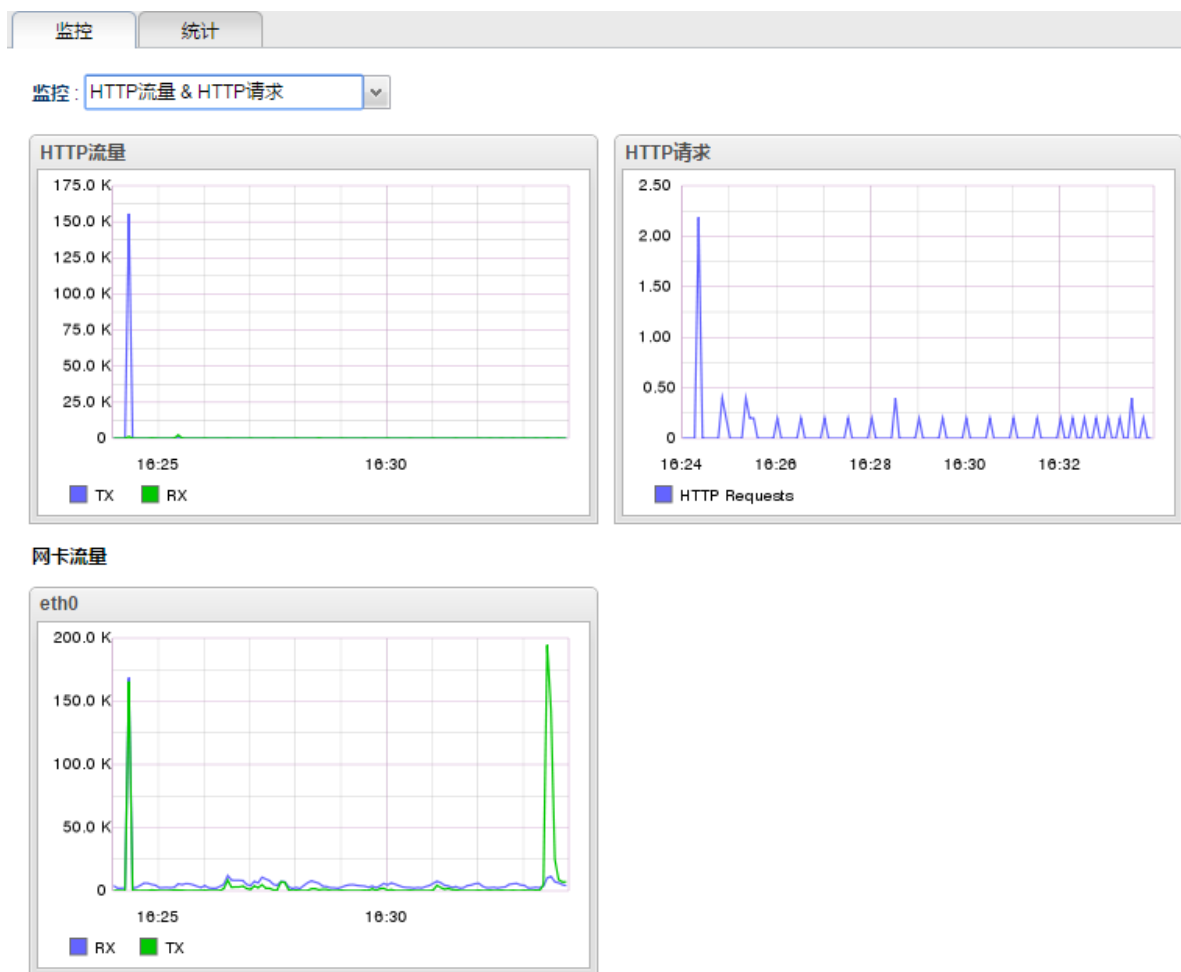 监控 统计
监控 : HTTP流量 & HTTP请求
HTTP流量
175.0 K
150.0 K
125.0 K
100.0 K
75.0 K
50.0 K
25.0 K
0
16:25 16:30
TX RX
HTTP请求
2.50
2.00
1.50
1.00
0.50
0
16:24 16:26 16:28 16:30 16:32
HTTP Requests
网卡流量
eth0
200.0 K
150.0 K
100.0 K
50.0 K
0
16:25 16:30
RX TX